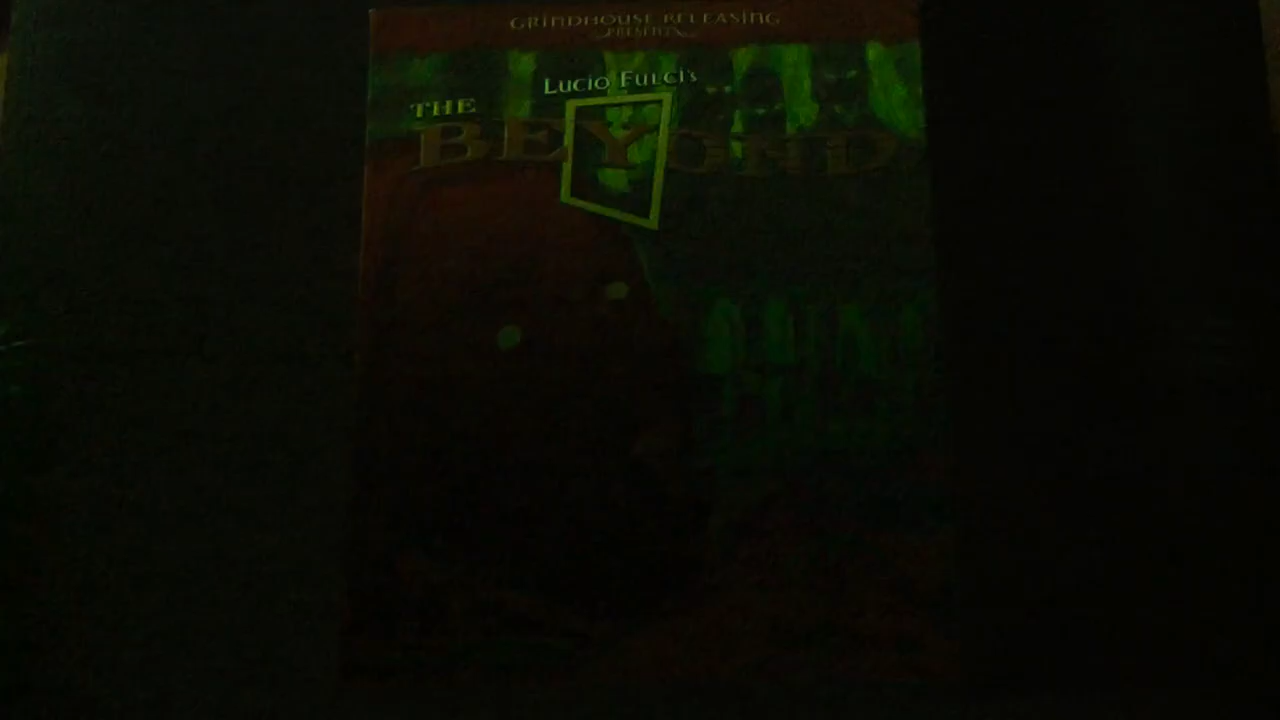 GRINDHOUSE RELEASING
PRESENTS
LUCIO FULCI'S
THE
BEYOND